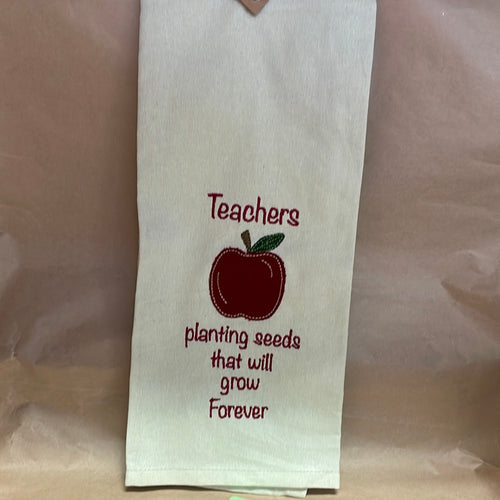 Teachers
planting seeds
that will
grow
Forever